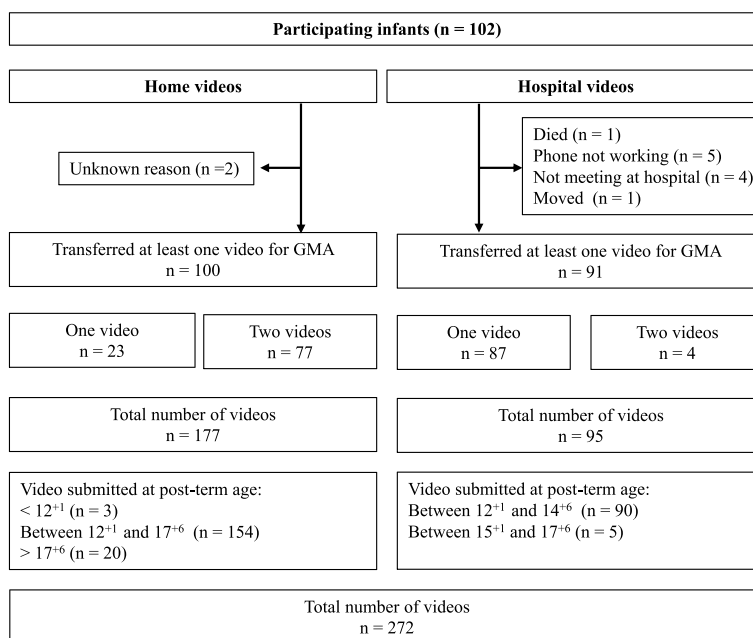 Participating infants (n = 102)
Home videos
Hospital videos
Unknown reason (n =2)
Died (n = 1)
Phone not working (n = 5)
Not meeting at hospital (n = 4)
Moved  (n = 1)
Transferred at least one video for GMA
n = 100
Transferred at least one video for GMA
n = 91
One video
n = 23
Two videos
n = 77
One video
n = 87
Two videos
n = 4
Total number of videos
n = 177
Total number of videos
n = 95
Video submitted at post-term age:
< 12⁺¹ (n = 3)
Between 12⁺¹ and 17⁺⁶ (n = 154)
> 17⁺⁶ (n = 20)
Video submitted at post-term age:
Between 12⁺¹ and 14⁺⁶ (n = 90)
Between 15⁺¹ and 17⁺⁶ (n = 5)
Total number of videos
n = 272